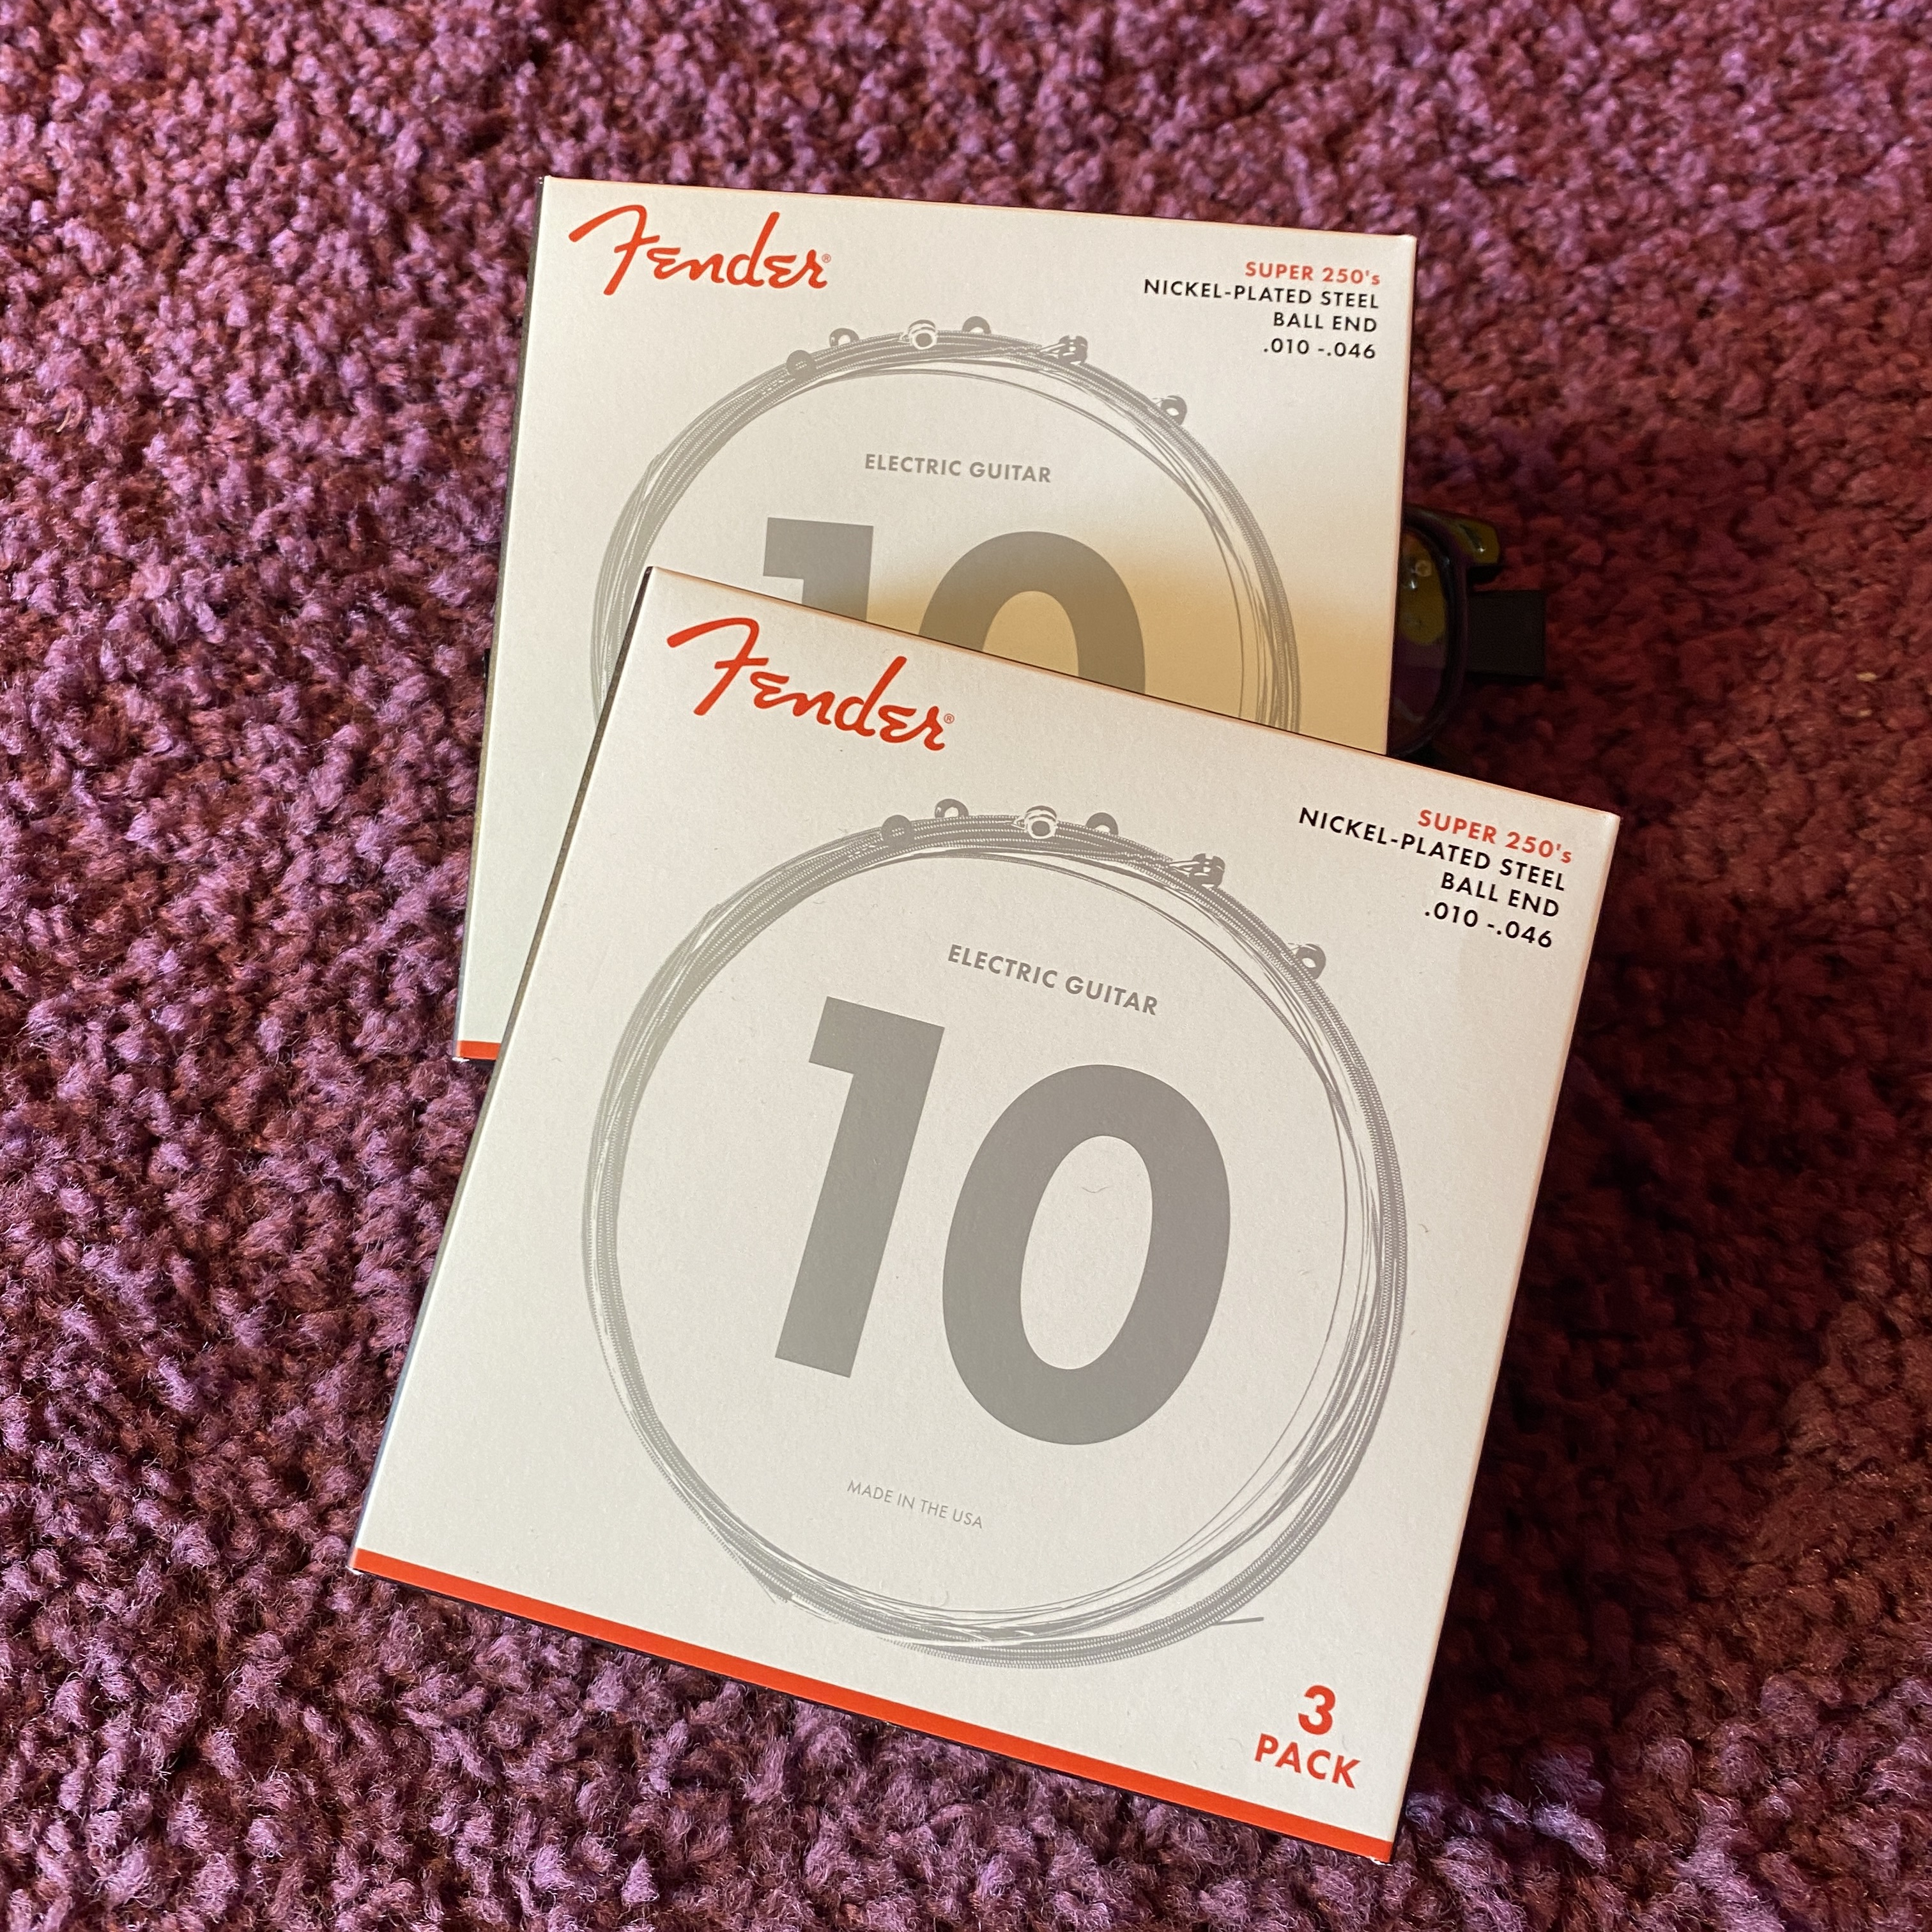 Fender®
SUPER 250's
NICKEL-PLATED STEEL
BALL END
.010 -.046
ELECTRIC GUITAR
10
Fender®
SUPER 250's
NICKEL-PLATED STEEL
BALL END
.010 -.046
ELECTRIC GUITAR
10
MADE IN THE USA
3
PACK